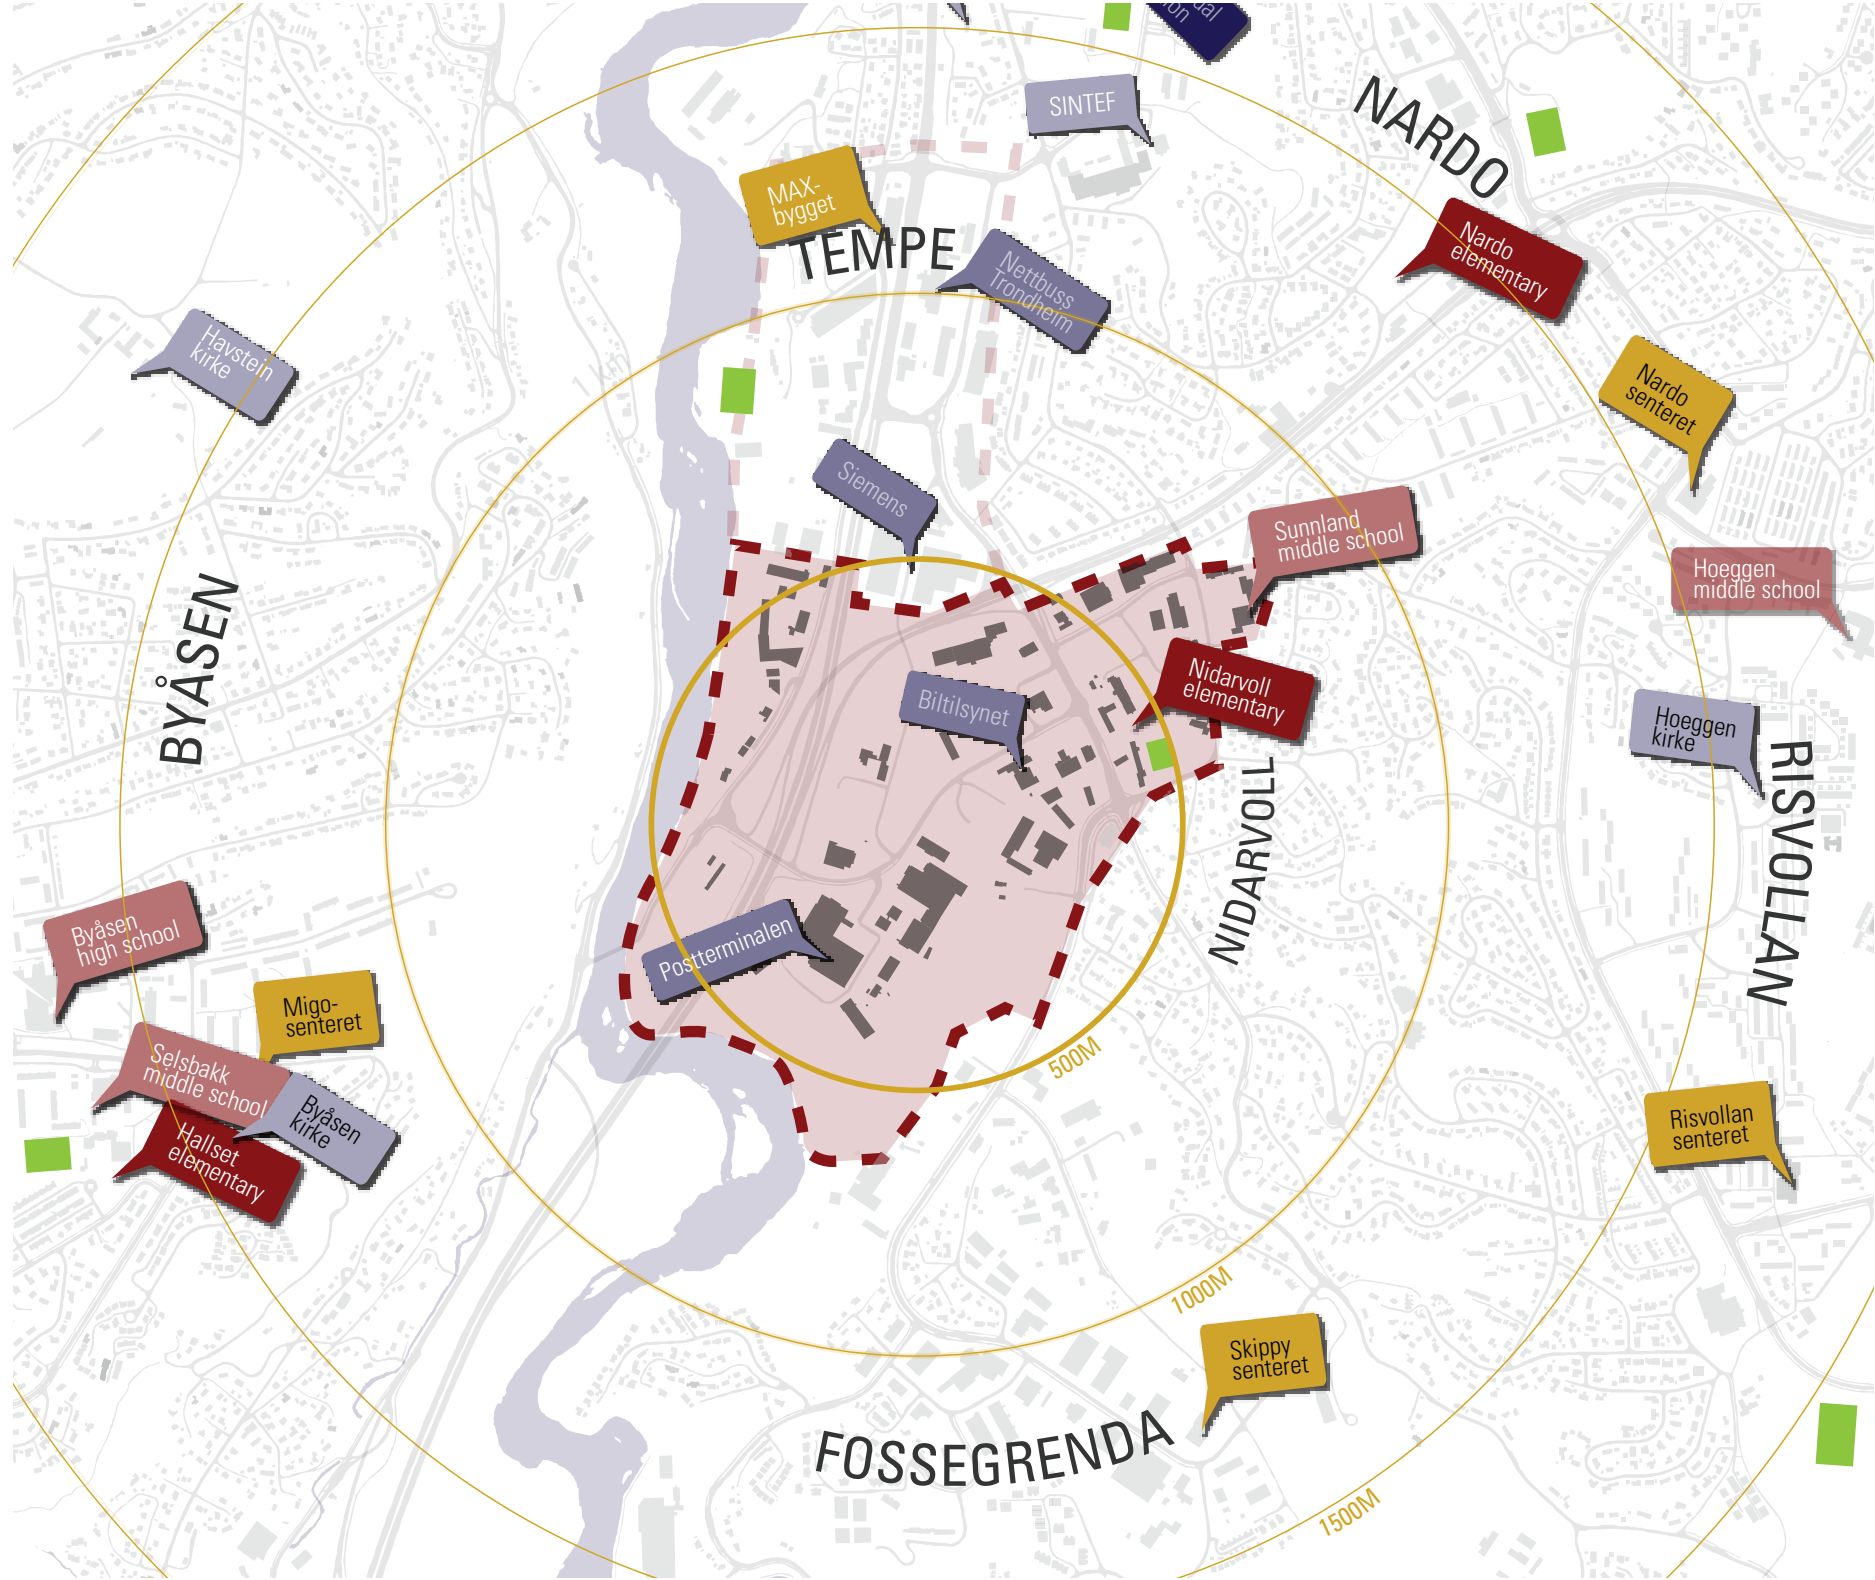 ual
ion
SINTEF
NARDO
MAX-
bygget
TEMPE
Nardo
elementary
Nettbuss
Trondheim
Havstein
kirke
Nardo
senteret
Siemens
Sunnland
middle school
Hoeggen
middle school
BYÅSEN
Nidarvoll
elementary
Biltilsynet
Hoeggen
kirke
RISVOLLAN
NIDARVOLL
Byåsen
high school
Postterminalen
Migo-
senteret
500M
Selsbakk
middle school
Byåsen
kirke
Hallset
elementary
Risvollan
senteret
1000M
Skippy
senteret
FOSSEGRENDA
1500M